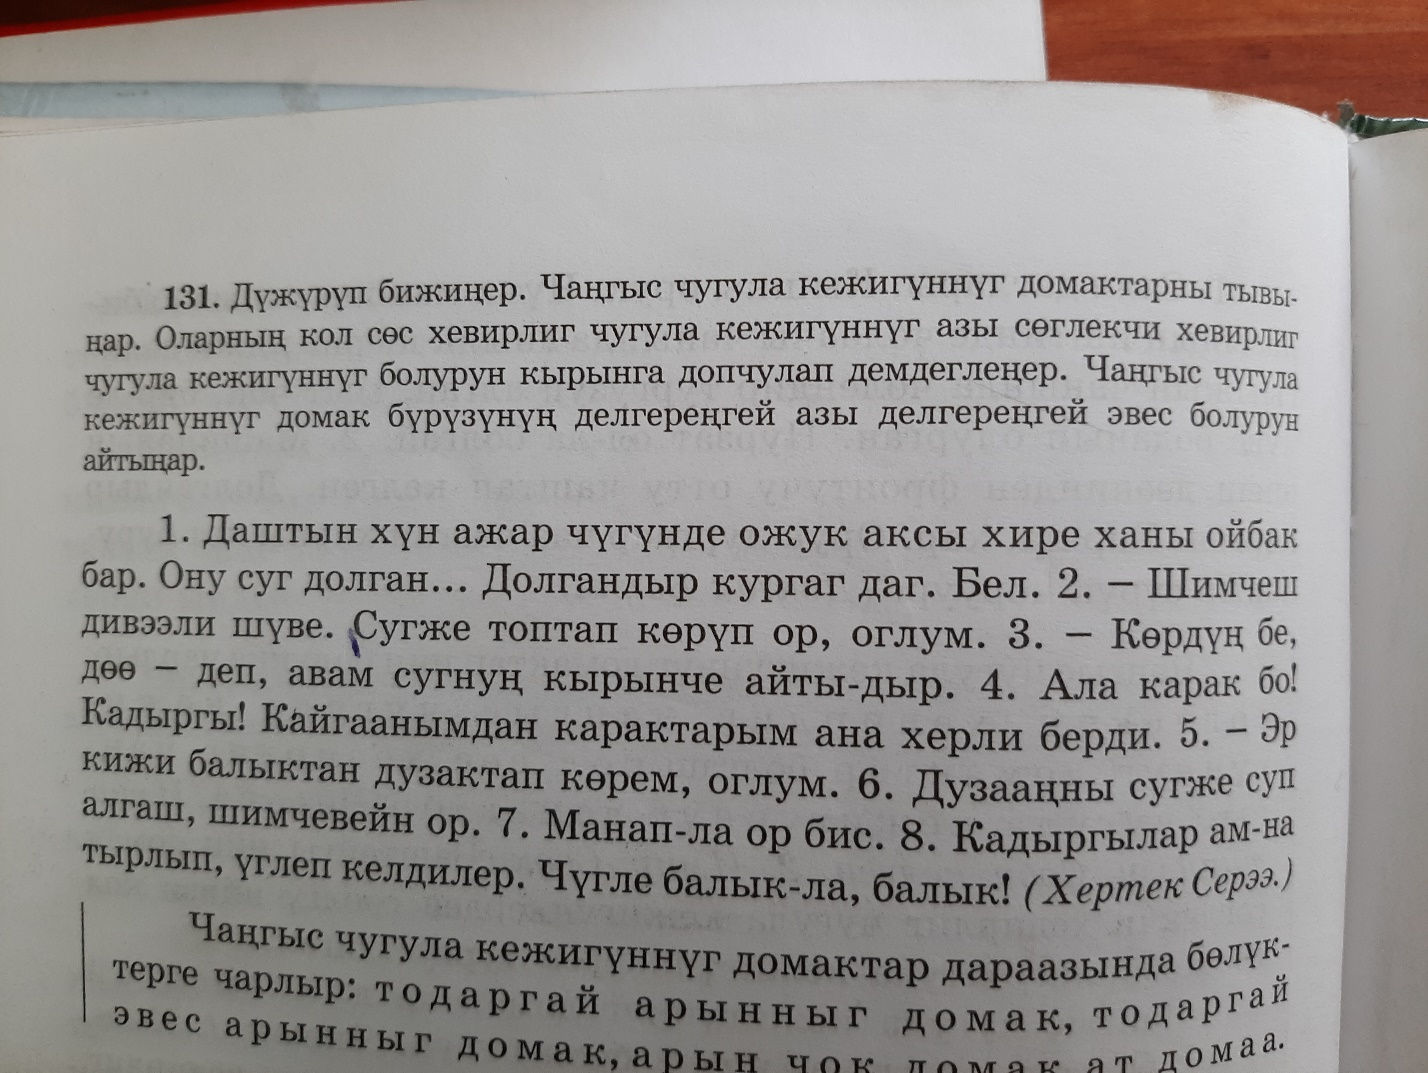 131. Дүжүрүп бижиңер. Чаңгыс чугула кежигүннүг домактарны тывы-
ңар. Оларның кол сөс хевирлиг чугула кежигүннүг азы сөглекчи хевирлиг
чугула кежигүннүг болурун кырынга допчулап демдеглеңер. Чаңгыс чугула
кежигүннүг домак бүрүзүнүң делгереңгей азы делгереңгей эвес болурун
айтыңар.
1. Даштын хүн ажар чүгүнде ожук аксы хире ханы ойбак
бар. Ону суг долган... Долгандыр кургаг даг. Бел. 2. – Шимчеш
дивээли шүве. Сугже топтап көрүп ор, оглум. 3. – Көрдүң бе,
дөө – деп, авам сугнуң кырынче айты-дыр. 4. Ала карак бо!
Кадыргы! Кайгаанымдан карактарым ана херли берди. 5. – Эр
кижи балыктан дузактап көрем, оглум. 6. Дузааңны сугже суп
алгаш, шимчевейн ор. 7. Манап-ла ор бис. 8. Кадыргылар ам-на
тырлып, үглеп келдилер. Чүгле балык-ла, балык! (Хертек Серээ.)
Чаңгыс чугула кежигүннүг домактар дараазында бөлүк-
терге чарлыр: тодаргай арынныг домак, тодаргай
эвес арынныг домак, арын чок домак, ат домаа.